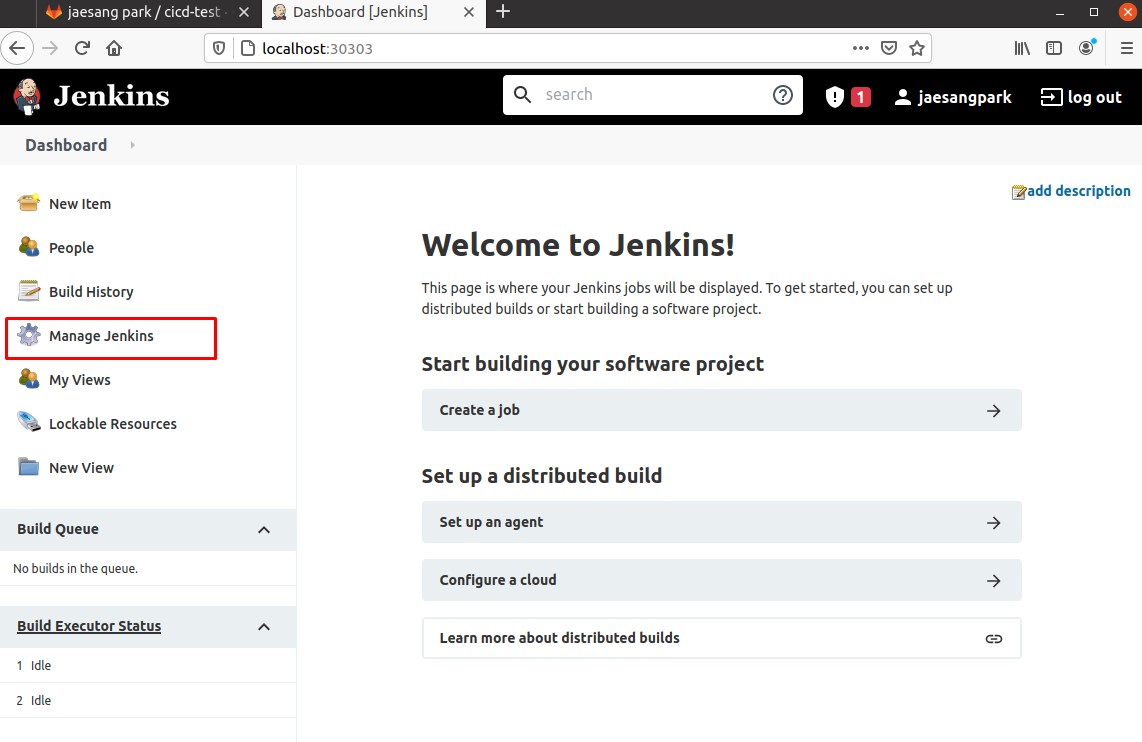 jaesang park / cicd-test
Dashboard [Jenkins]
localhost:30303
Jenkins
search
1
jaesangpark
log out
Dashboard
New Item
People
Build History
Manage Jenkins
My Views
Lockable Resources
New View
Build Queue
No builds in the queue.
Build Executor Status
1 Idle
2 Idle
add description
Welcome to Jenkins!
This page is where your Jenkins jobs will be displayed. To get started, you can set up
distributed builds or start building a software project.
Start building your software project
Create a job
Set up a distributed build
Set up an agent
Configure a cloud
Learn more about distributed builds